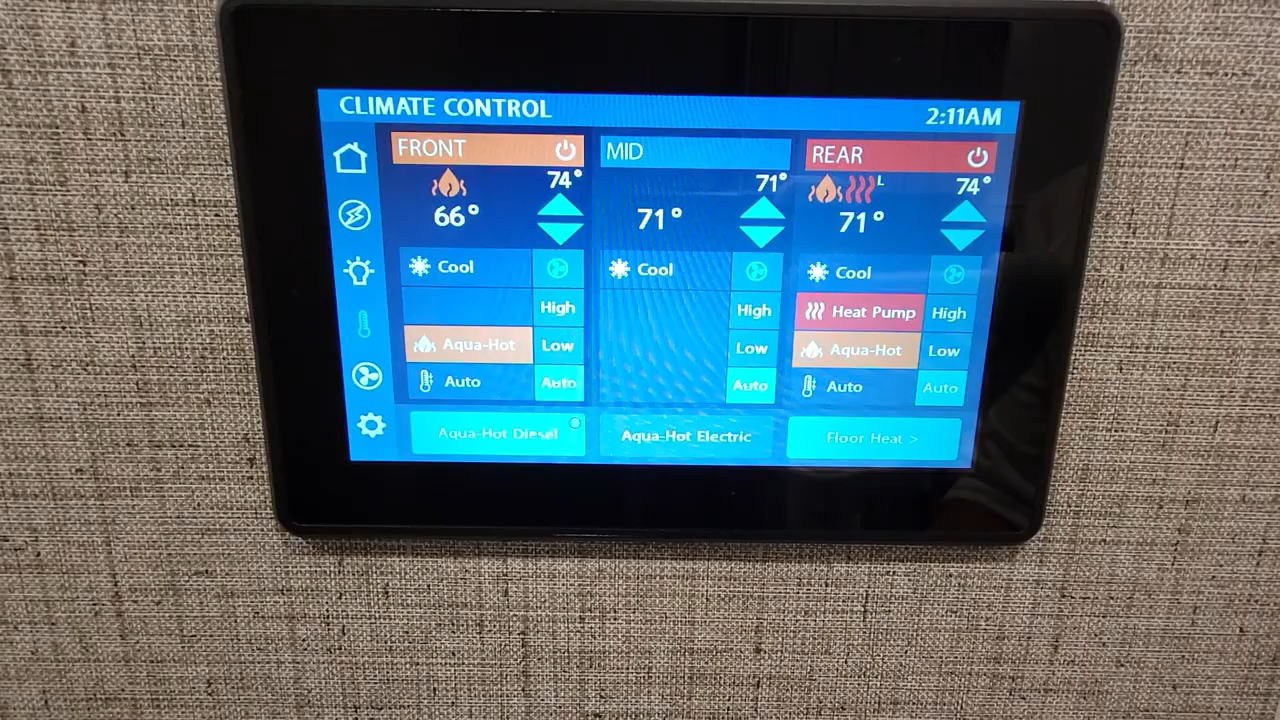 CLIMATE CONTROL 2:11AM
FRONT MID REAR
74° 71° L 74°
66° 71° 71°
Cool Cool Cool
High High Heat Pump High
Aqua-Hot Low Low Aqua-Hot Low
Auto Auto Auto Auto Auto
Aqua-Hot Diesel Aqua-Hot Electric Floor Heat >